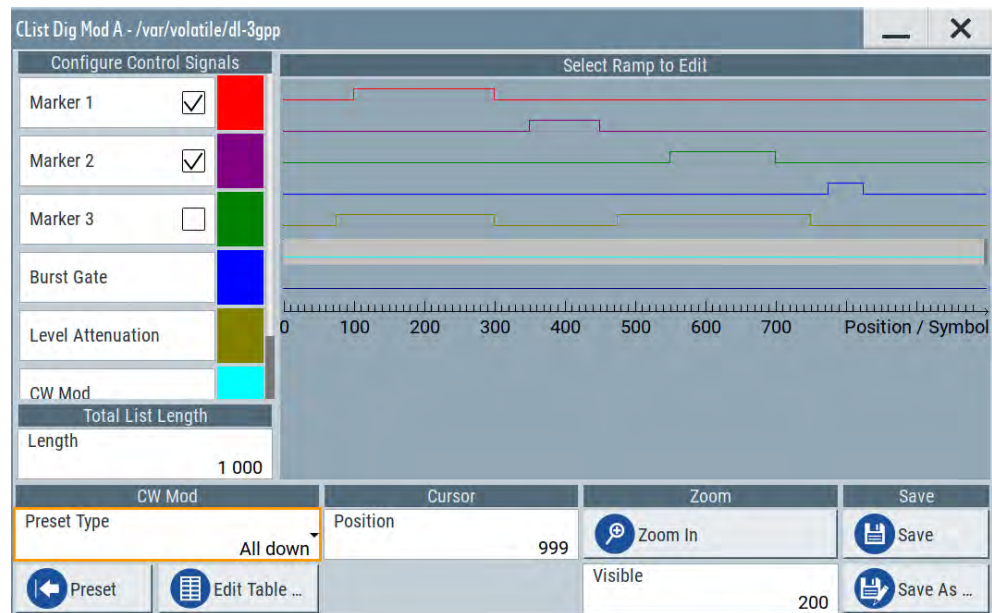 CList Dig Mod A - /var/volatile/dl-3gpp
Configure Control Signals
Select Ramp to Edit
Marker 1
Marker 2
Marker 3
Burst Gate
Level Attenuation
CW Mod
0 100 200 300 400 500 600 700 Position / Symbol
Total List Length
Length
1 000
CW Mod
Cursor
Zoom
Save
Preset Type
All down
Position
999
Zoom In
Save
Preset
Edit Table ...
Visible
200
Save As ...